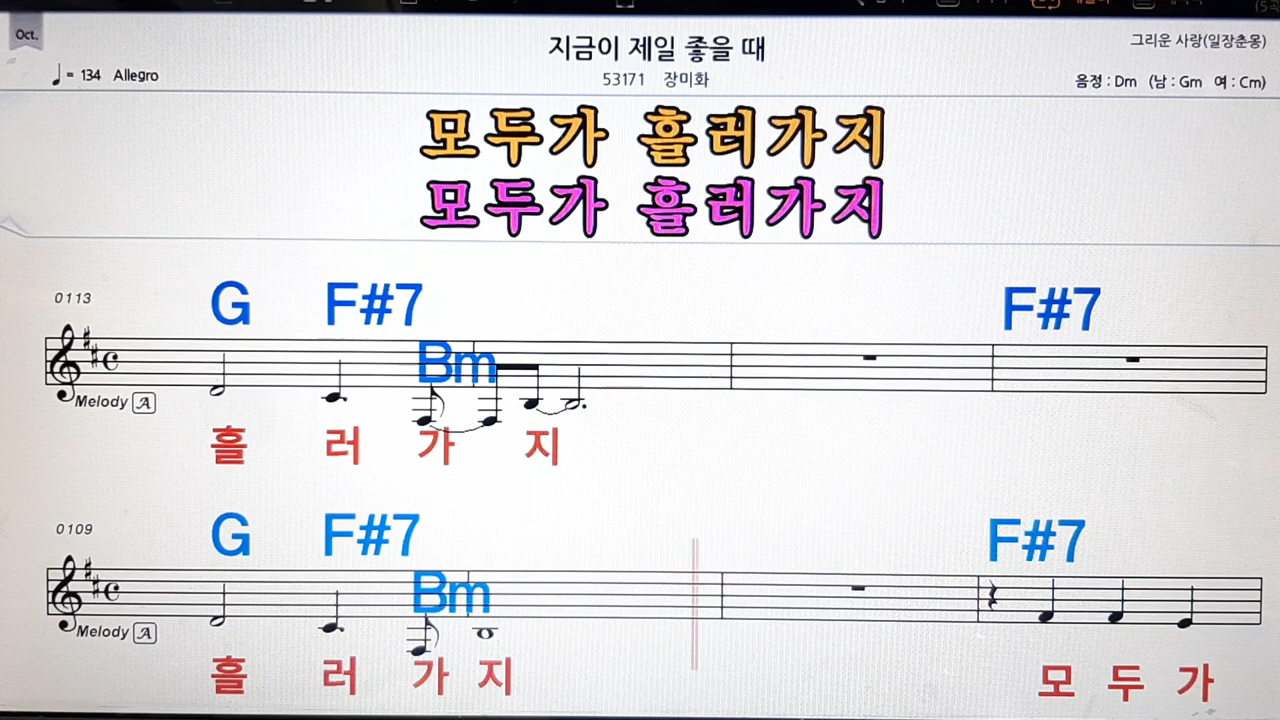 Oct.
지금이 제일 좋을 때
그리운 사랑(일장춘몽)
♩= 134 Allegro
53171 장미화
음정 : Dm (남 : Gm 여 : Cm)
모두가 흘러가지
모두가 흘러가지
0113
G F#7 Bm F#7
Melody A
흘 러 가 지
0109
G F#7 Bm F#7
Melody A
흘 러 가 지 모 두 가